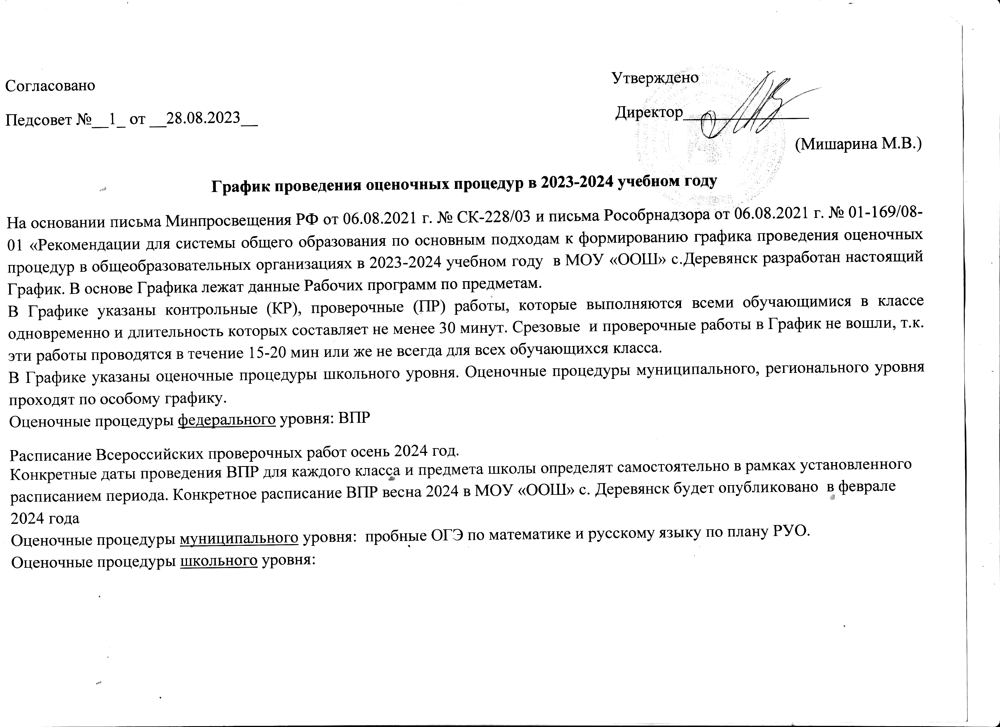 Согласовано
Утверждено
Педсовет №__1_ от __28.08.2023__
Директор_______________
(Мишарина М.В.)
График проведения оценочных процедур в 2023-2024 учебном году
На основании письма Минпросвещения РФ от 06.08.2021 г. № СК-228/03 и письма Рособрнадзора от 06.08.2021 г. № 01-169/08-
01 «Рекомендации для системы общего образования по основным подходам к формированию графика проведения оценочных
процедур в общеобразовательных организациях в 2023-2024 учебном году в МОУ «ООШ» с.Деревянск разработан настоящий
График. В основе Графика лежат данные Рабочих программ по предметам.
В Графике указаны контрольные (КР), проверочные (ПР) работы, которые выполняются всеми обучающимися в классе
одновременно и длительность которых составляет не менее 30 минут. Срезовые и проверочные работы в График не вошли, т.к.
эти работы проводятся в течение 15-20 мин или же не всегда для всех обучающихся класса.
В Графике указаны оценочные процедуры школьного уровня. Оценочные процедуры муниципального, регионального уровня
проходят по особому графику.
Оценочные процедуры федерального уровня: ВПР
Расписание Всероссийских проверочных работ осень 2024 год.
Конкретные даты проведения ВПР для каждого класса и предмета школы определят самостоятельно в рамках установленного
расписанием периода. Конкретное расписание ВПР весна 2024 в МОУ «ООШ» с. Деревянск будет опубликовано в феврале
2024 года
Оценочные процедуры муниципального уровня: пробные ОГЭ по математике и русскому языку по плану РУО.
Оценочные процедуры школьного уровня: